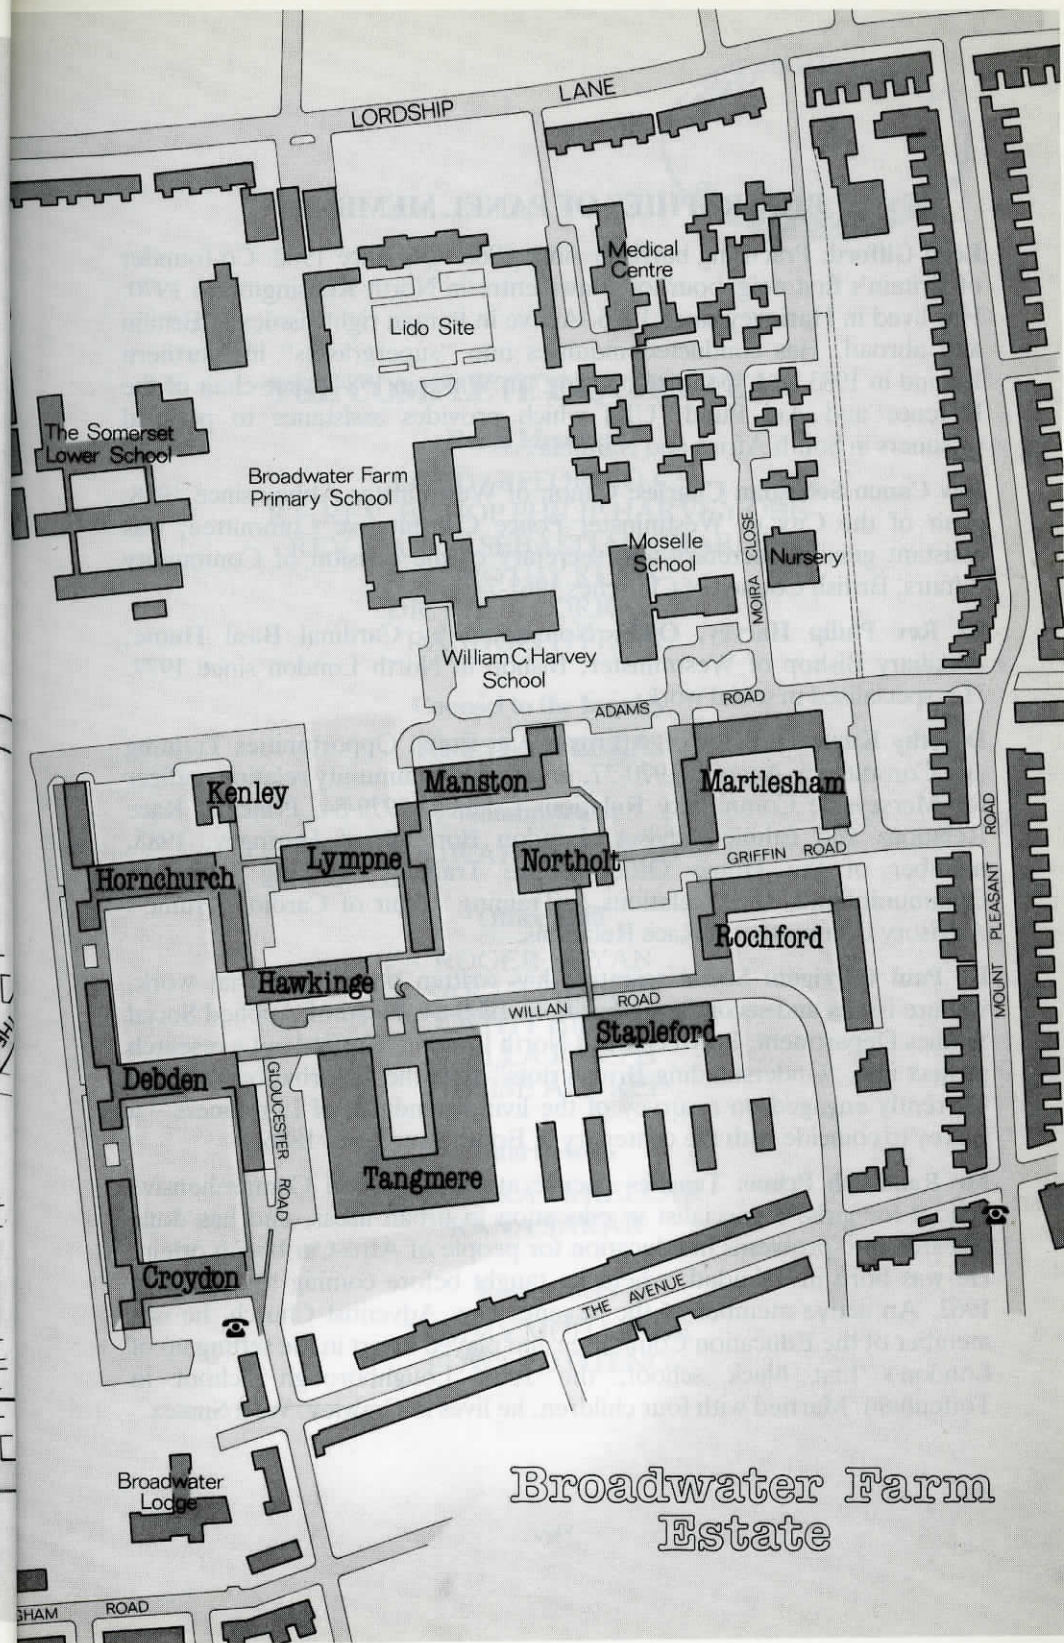 LORDSHIP LANE
Medical
Centre
Lido Site
The Somerset
Lower School
Broadwater Farm
Primary School
Moselle
School
MOIRA CLOSE
Nursery
William C Harvey
School
ADAMS ROAD
Kenley
Manston
Martlesham
MOUNT PLEASANT ROAD
Hornchurch
Lympne
Northolt
GRIFFIN ROAD
Rochford
Hawkinge
WILLAN ROAD
Stapleford
Debden
GLOUCESTER ROAD
Tangmere
Croydon
THE AVENUE
Broadwater
Lodge
Broadwater Farm
Estate
GHAM ROAD